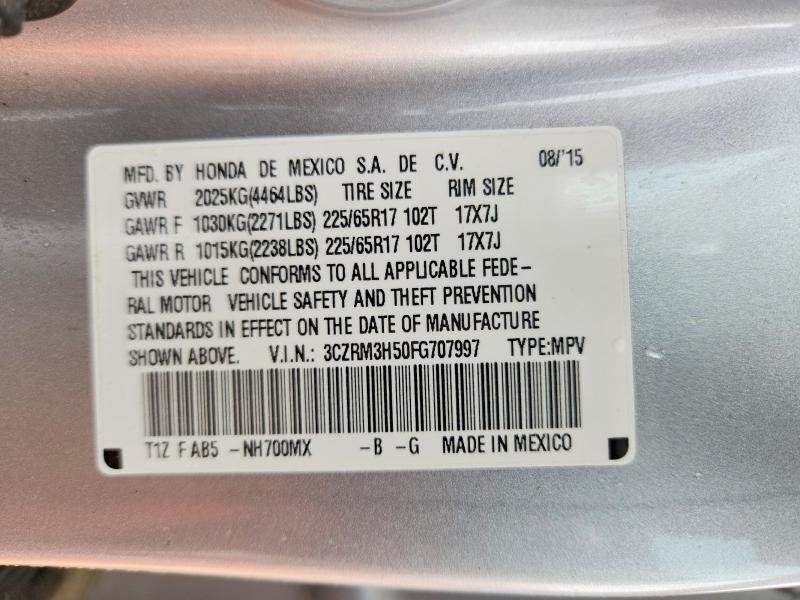 MFD. BY HONDA DE MEXICO S.A. DE C.V. 08/'15
GVWR 2025KG(4464LBS) TIRE SIZE RIM SIZE
GAWR F 1030KG(2271LBS) 225/65R17 102T 17X7J
GAWR R 1015KG(2238LBS) 225/65R17 102T 17X7J
THIS VEHICLE CONFORMS TO ALL APPLICABLE FEDE-
RAL MOTOR VEHICLE SAFETY AND THEFT PREVENTION
STANDARDS IN EFFECT ON THE DATE OF MANUFACTURE
SHOWN ABOVE. V.I.N.: 3CZRM3H50FG707997 TYPE:MPV
T1Z F AB5 -NH700MX -B -G MADE IN MEXICO